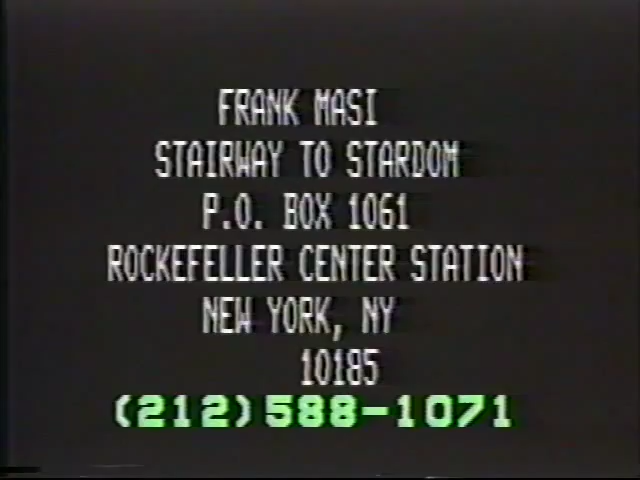 FRANK MASI
STAIRWAY TO STARDOM
P.O. BOX 1061
ROCKEFELLER CENTER STATION
NEW YORK, NY
10185
(212)588-1071